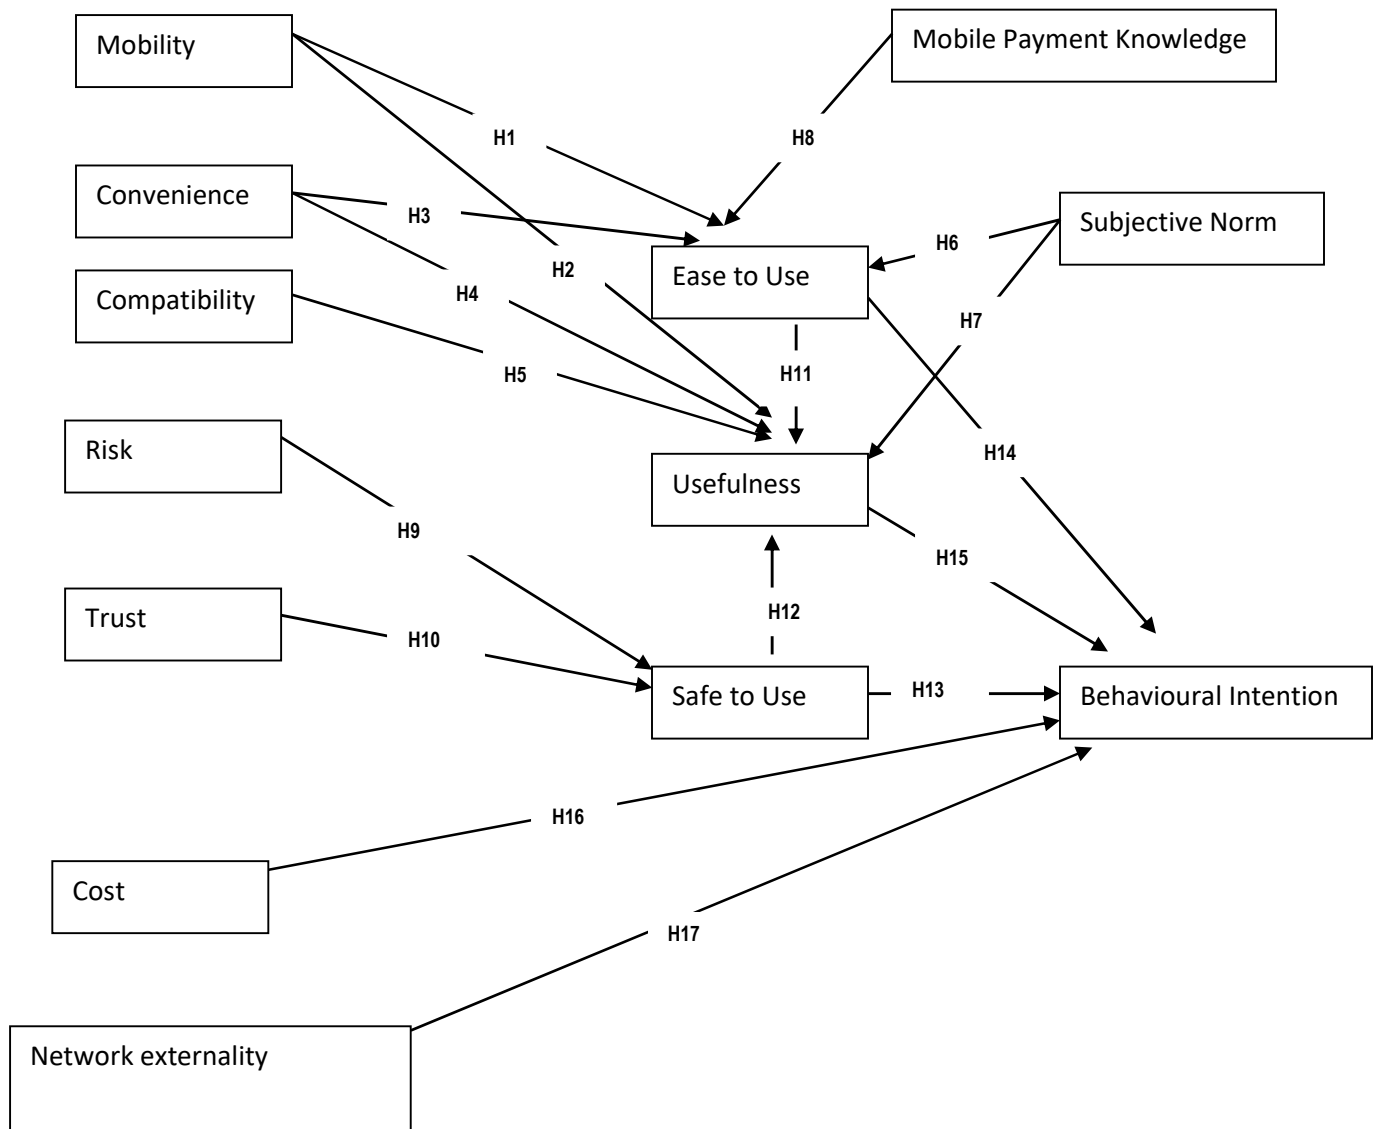 Mobility
Mobile Payment Knowledge
H1
H8
Convenience
H3
Subjective Norm
H6
Ease to Use
H2
H4
Compatibility
H7
H5
H11
Risk
Usefulness
H14
H9
H15
Trust
H12
H10
Safe to Use
H13
Behavioural Intention
H16
Cost
H17
Network externality